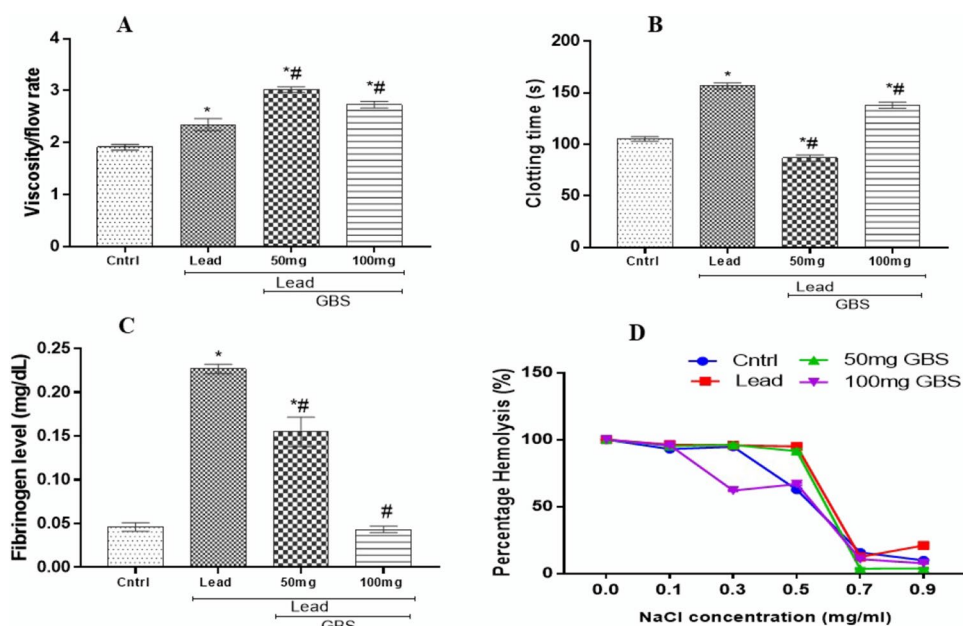 A
Viscosity/flow rate
4
3
2
1
0
*
*#
*#
Cntrl Lead 50mg 100mg
Lead
GBS
B
Clotting time (s)
200
150
100
50
0
*
*#
*#
Cntrl Lead 50mg 100mg
Lead
GBS
C
Fibrinogen level (mg/dL)
0.25
0.20
0.15
0.10
0.05
0.00
*
*#
#
Cntrl Lead 50mg 100mg
Lead
GBS
D
Cntrl 50mg GBS
Lead 100mg GBS
Percentage Hemolysis (%)
150
100
50
0
0.0 0.1 0.3 0.5 0.7 0.9
NaCl concentration (mg/ml)